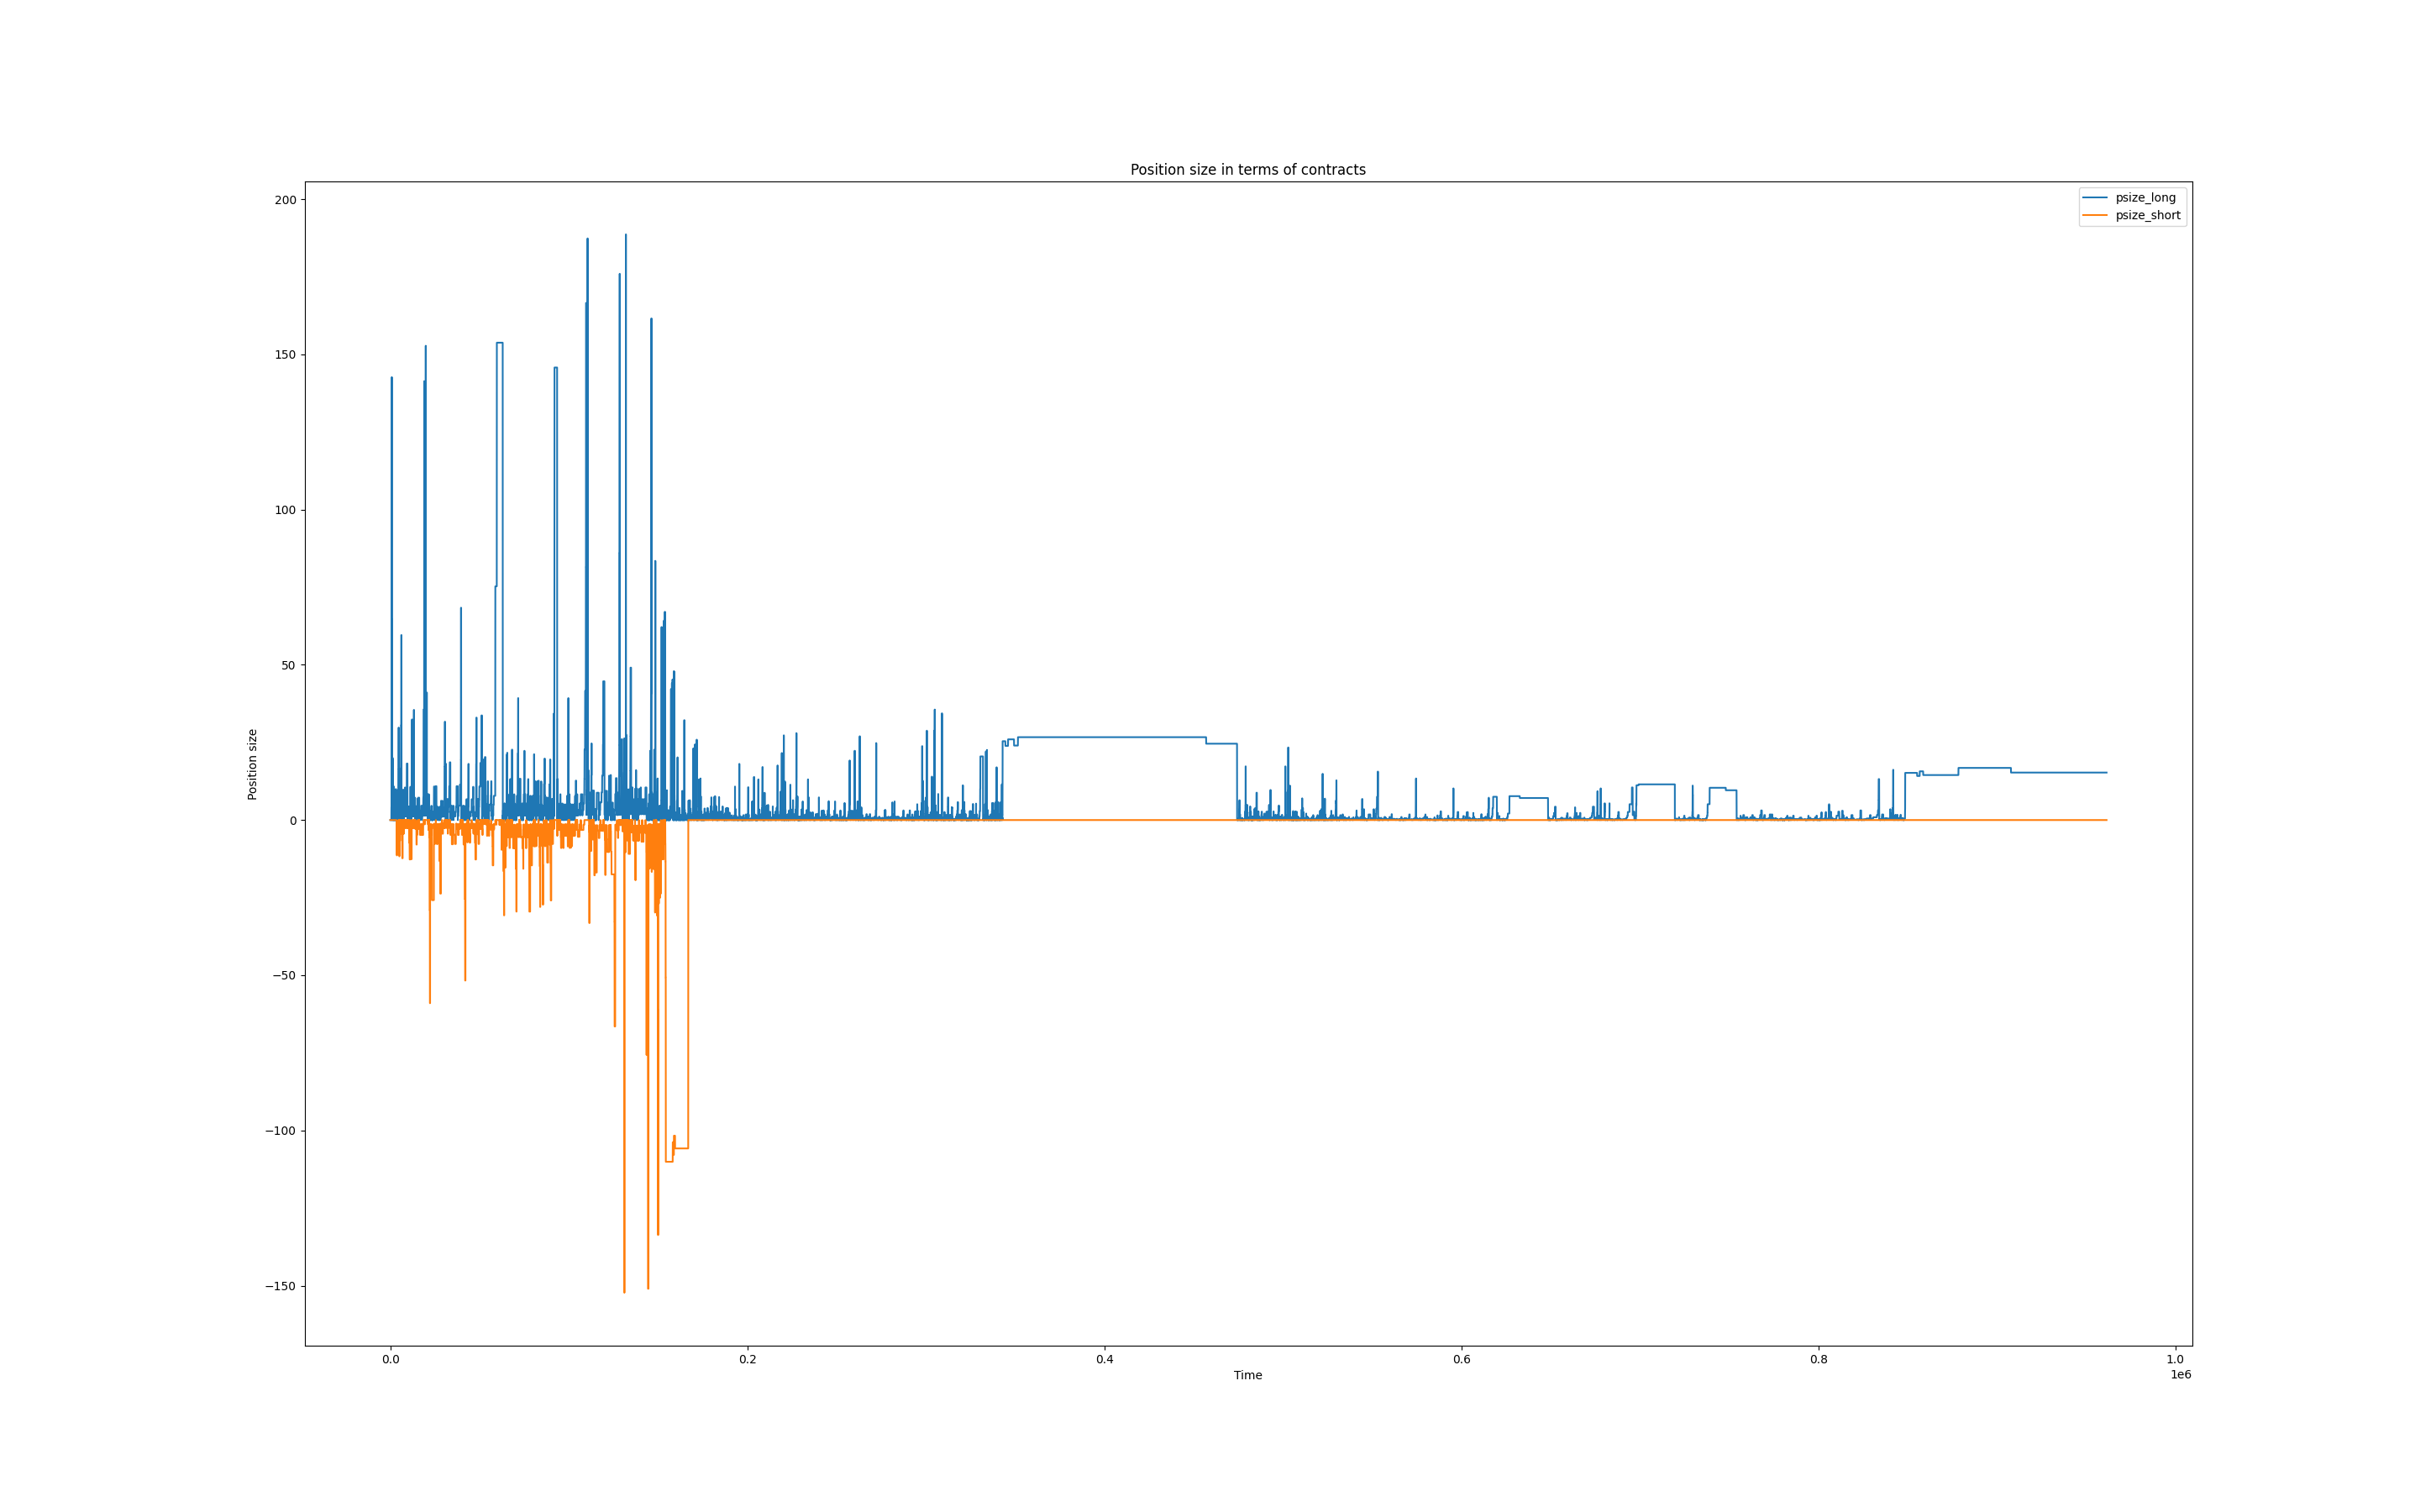 Position size in terms of contracts
psize_long
psize_short
200
150
100
50
0
−50
−100
−150
Position size
0.0
0.2
0.4
0.6
0.8
1.0
1e6
Time